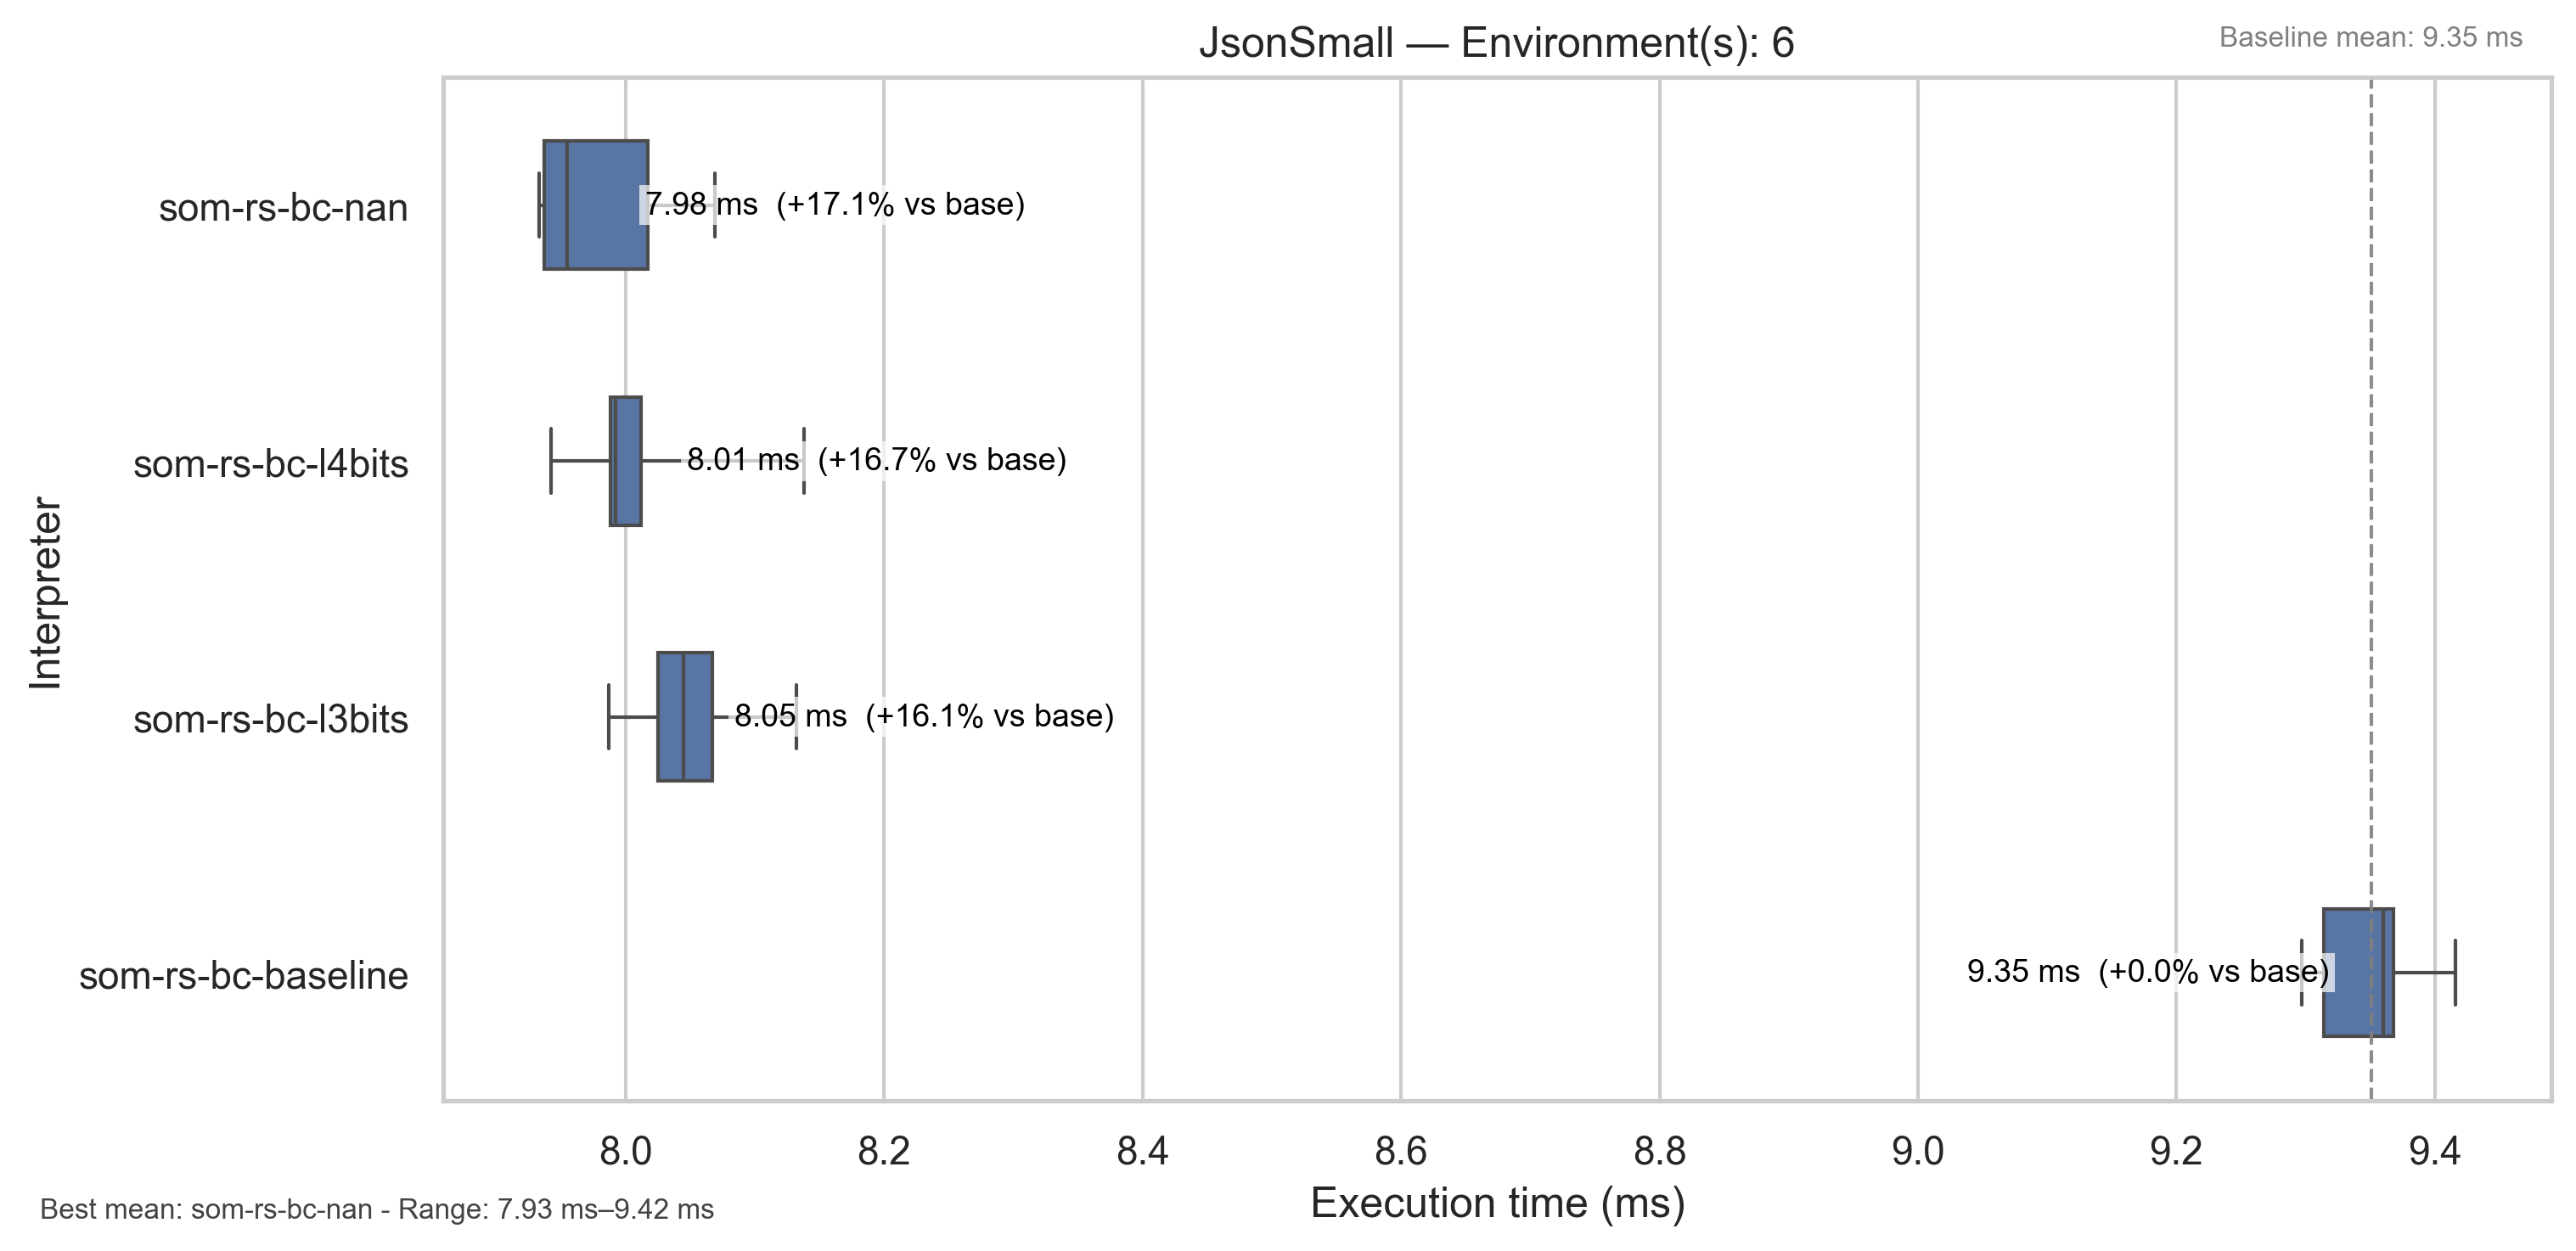 JsonSmall — Environment(s): 6
Baseline mean: 9.35 ms
som-rs-bc-nan
7.98 ms (+17.1% vs base)
som-rs-bc-l4bits
8.01 ms (+16.7% vs base)
som-rs-bc-l3bits
8.05 ms (+16.1% vs base)
som-rs-bc-baseline
9.35 ms (+0.0% vs base)
Interpreter
8.0 8.2 8.4 8.6 8.8 9.0 9.2 9.4
Execution time (ms)
Best mean: som-rs-bc-nan - Range: 7.93 ms–9.42 ms